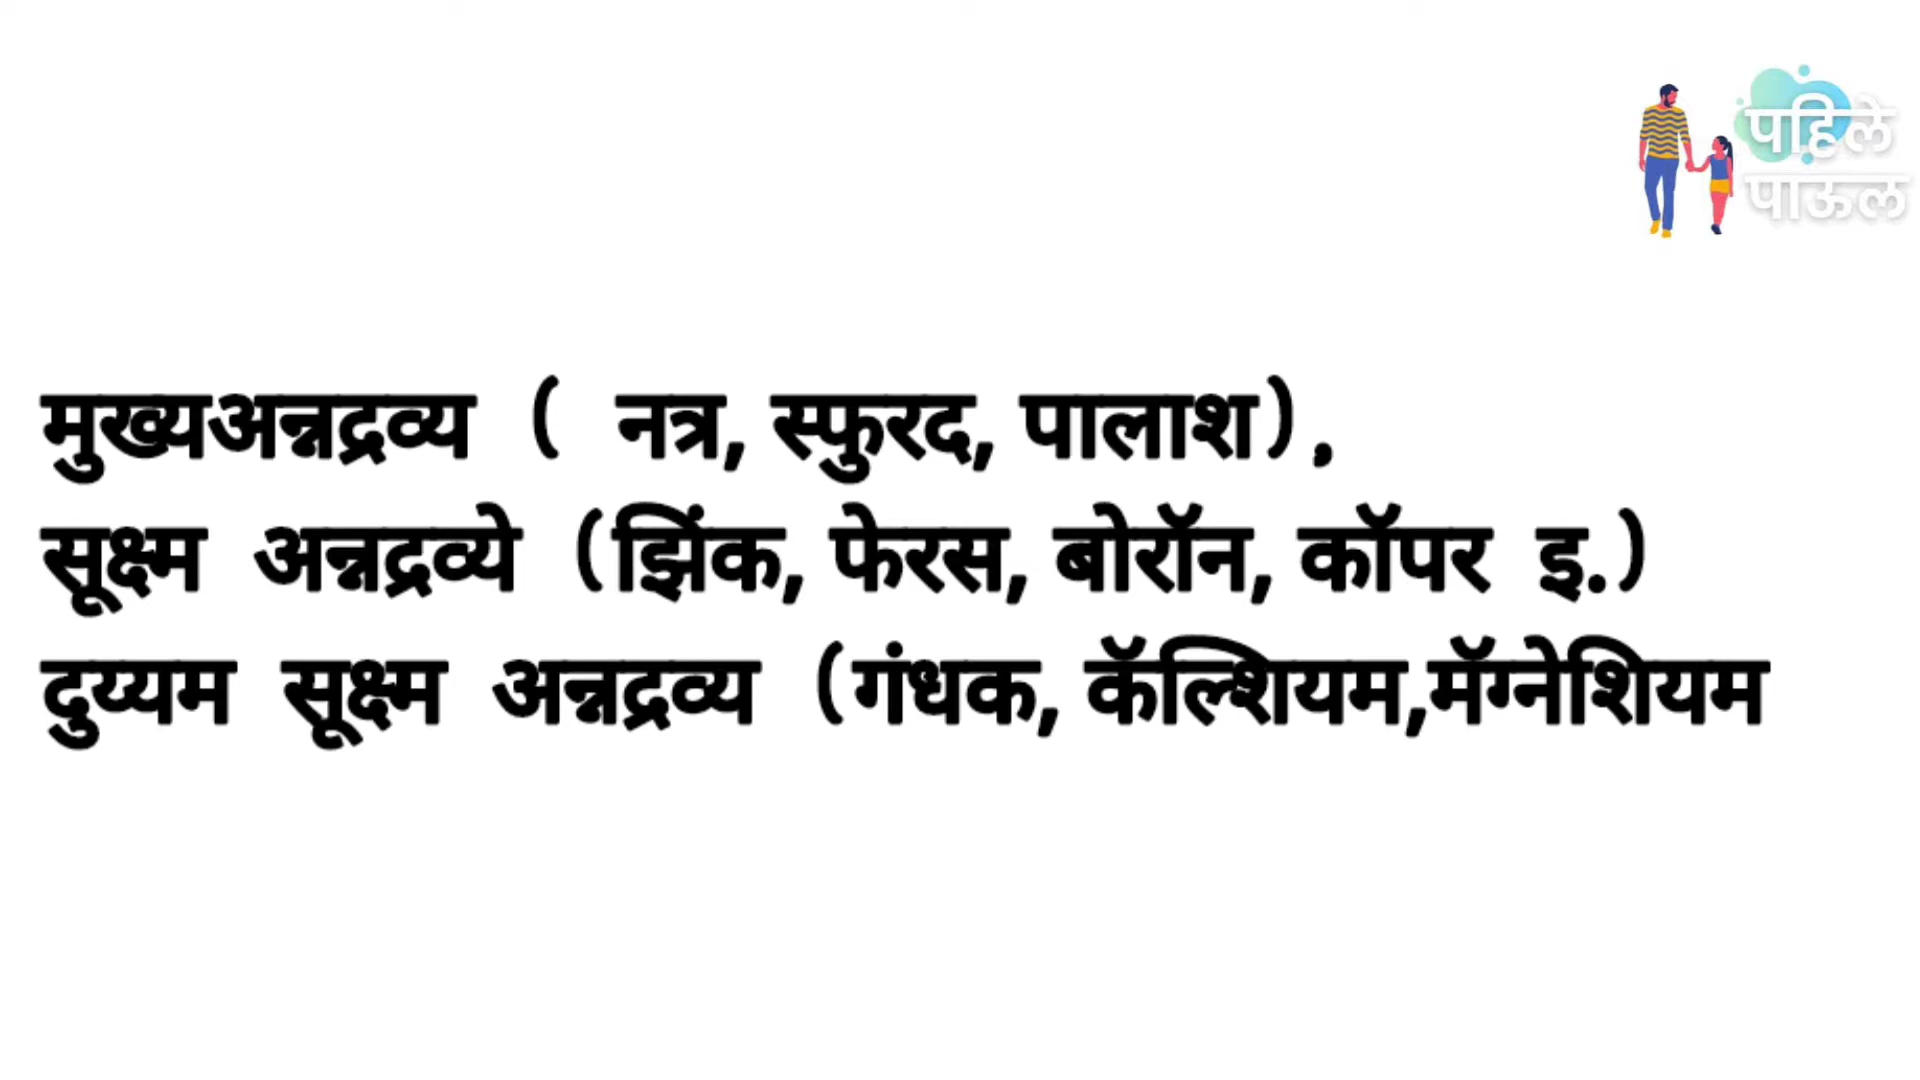 पहिले
पाऊल
मुख्यअन्नद्रव्य ( नत्र, स्फुरद, पालाश),
सूक्ष्म अन्नद्रव्ये (झिंक, फेरस, बोरॉन, कॉपर इ.)
दुय्यम सूक्ष्म अन्नद्रव्य (गंधक, कॅल्शियम,मॅग्नेशियम